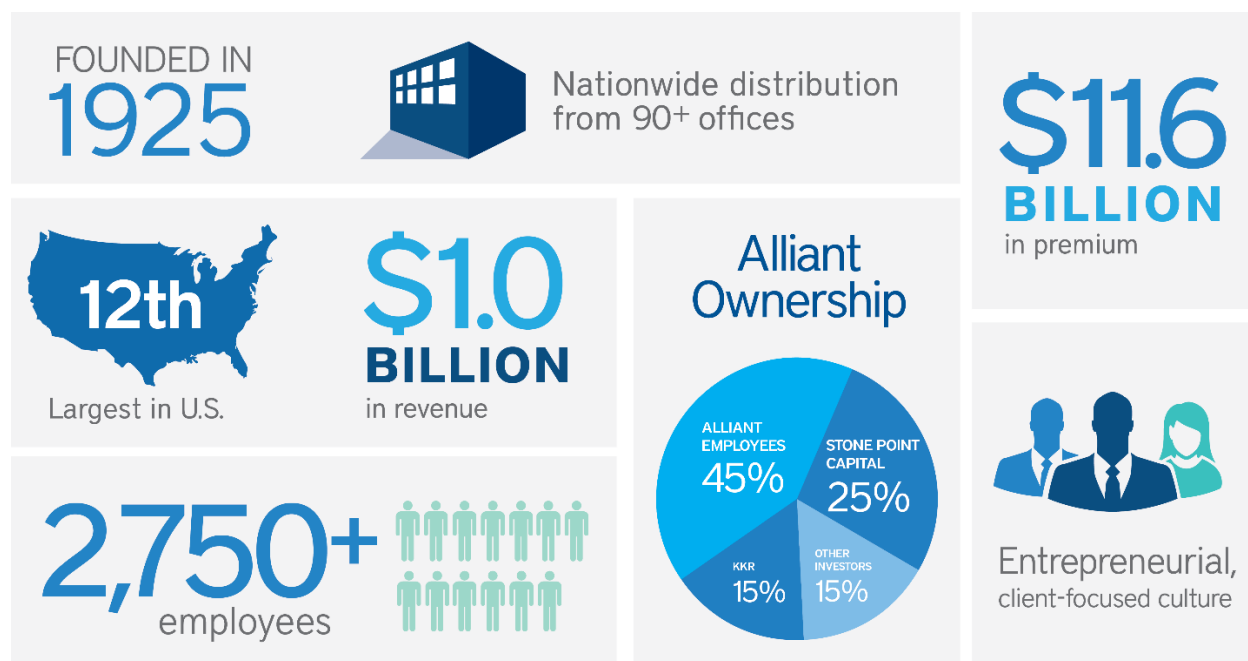 FOUNDED IN
1925
Nationwide distribution
from 90+ offices
$11.6
BILLION
in premium
12th
Largest in U.S.
$1.0
BILLION
in revenue
Alliant
Ownership
ALLIANT
EMPLOYEES
45%
STONE POINT
CAPITAL
25%
KKR
15%
OTHER
INVESTORS
15%
2,750+
employees
Entrepreneurial,
client-focused culture